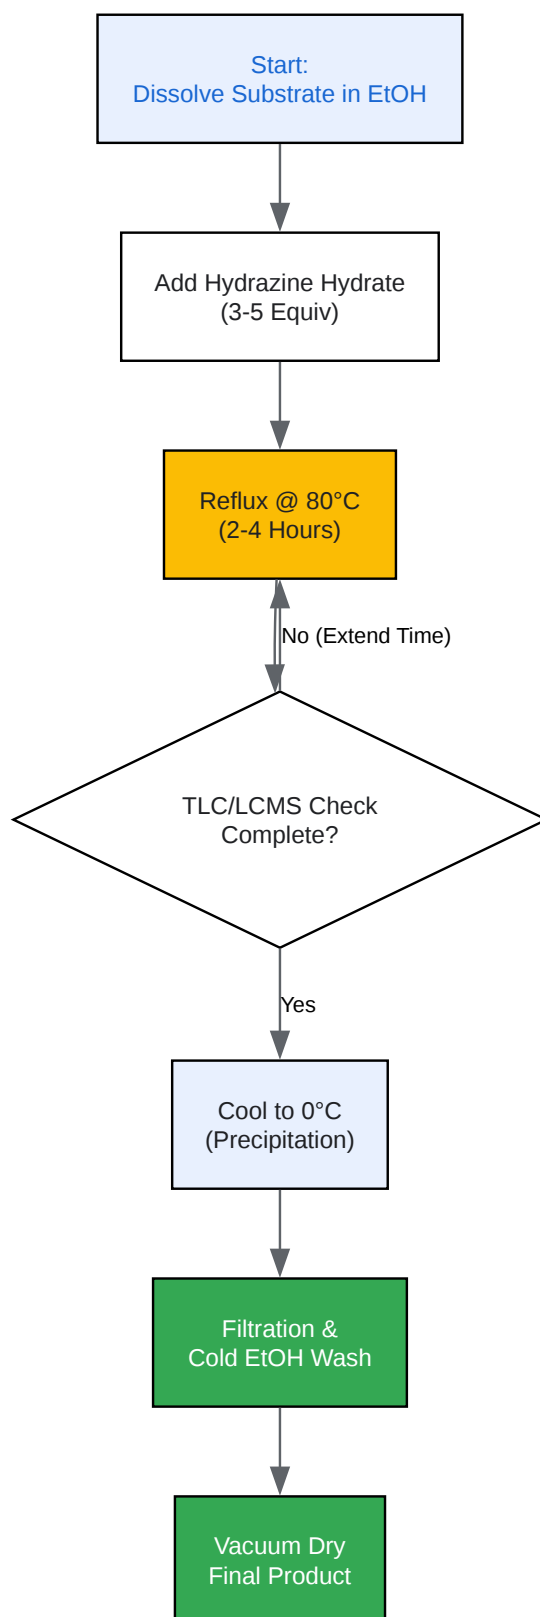 Start:
Dissolve Substrate in EtOH
Add Hydrazine Hydrate
(3-5 Equiv)
Reflux @ 80°C
(2-4 Hours)
No (Extend Time)
TLC/LCMS Check
Complete?
Yes
Cool to 0°C
(Precipitation)
Filtration &
Cold EtOH Wash
Vacuum Dry
Final Product